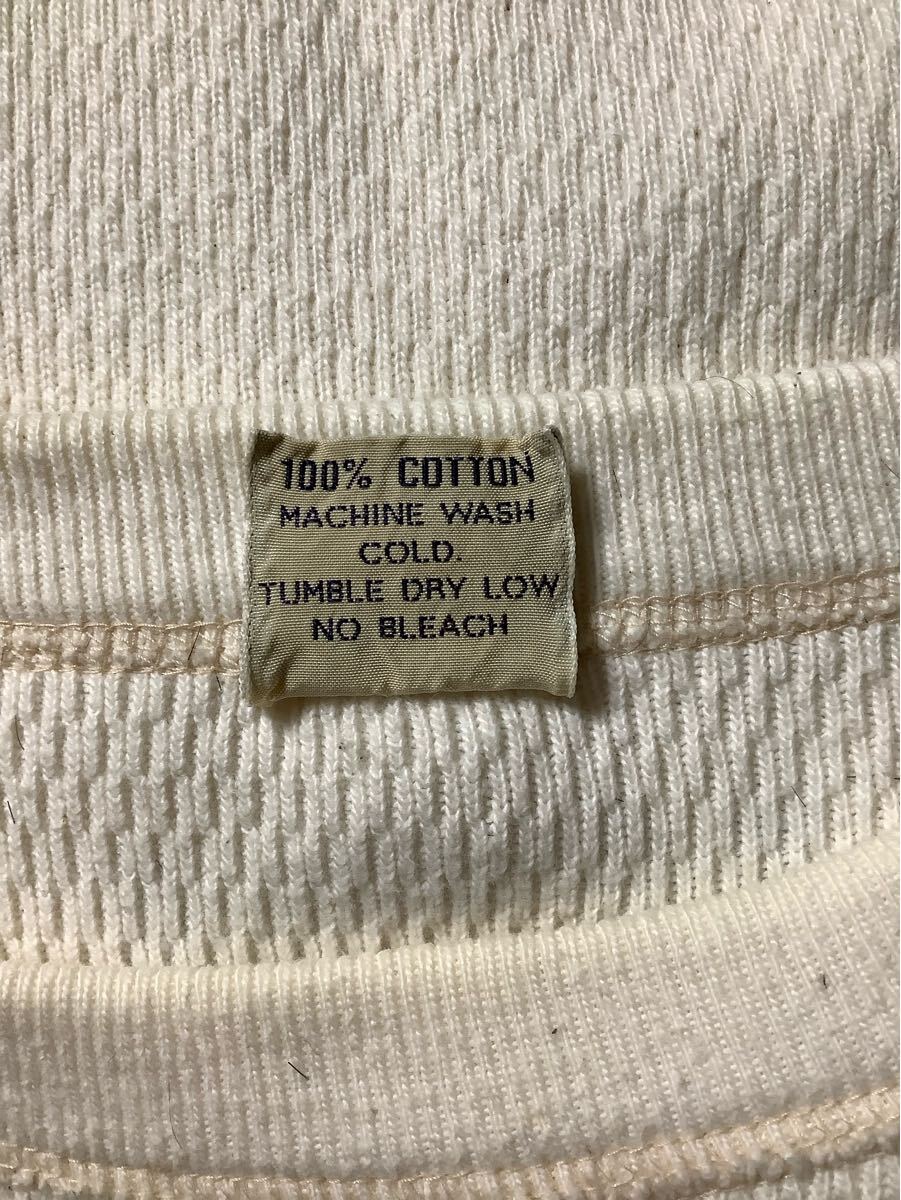 100% COTTON
MACHINE WASH
COLD.
TUMBLE DRY LOW
NO BLEACH